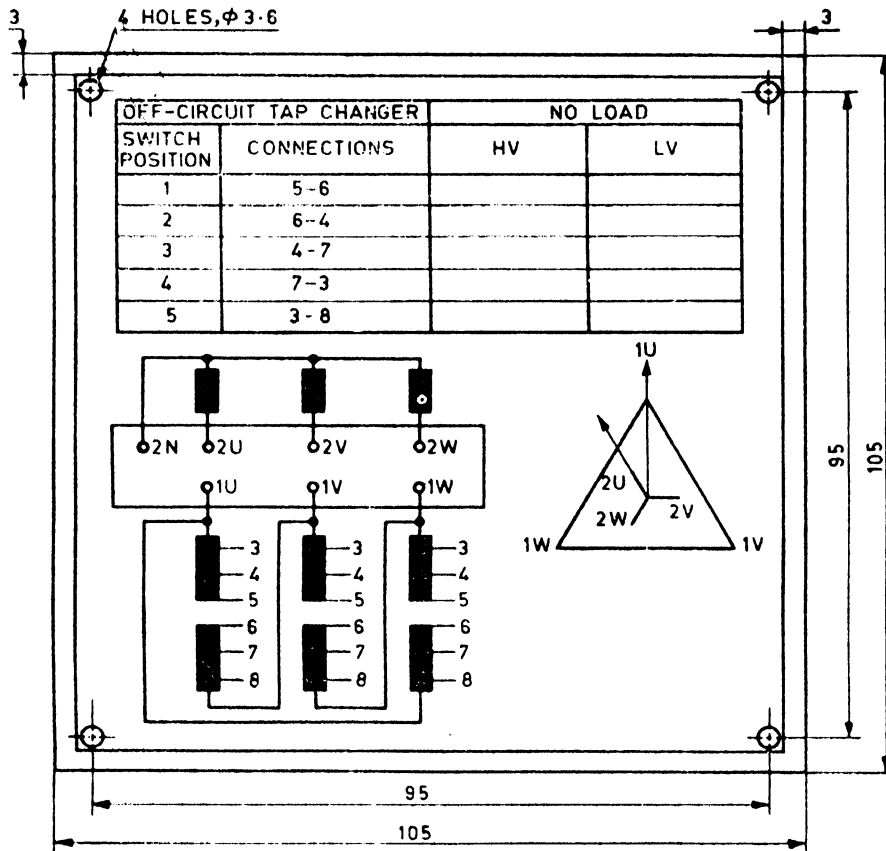 3
4 HOLES, ϕ 3·6
3
OFF-CIRCUIT TAP CHANGER NO LOAD
SWITCH POSITION CONNECTIONS HV LV
1 5-6
2 6-4
3 4-7
4 7-3
5 3-8
2N 2U 2V 2W
1U 1V 1W
3 3 3
4 4 4
5 5 5
6 6 6
7 7 7
8 8 8
1U
2U
2W 2V
1W 1V
95
105
95
105